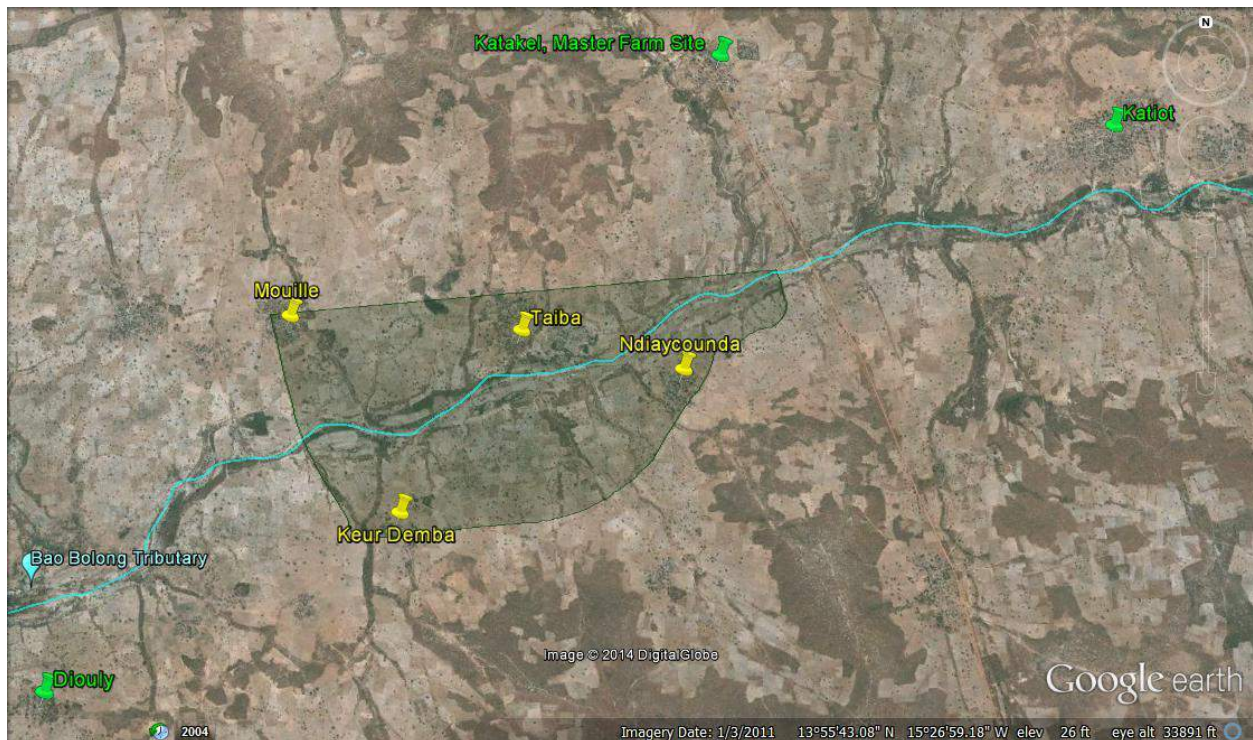 N
Katakel, Master Farm Site
Katiot
Mouille
Taiba
Ndiaycounda
Keur Demba
Bao Bolong Tributary
Image © 2014 DigitalGlobe
Diouly
Google earth
2004
Imagery Date: 1/3/2011 13°55'43.08" N 15°26'59.18" W elev 26 ft eye alt 33891 ft